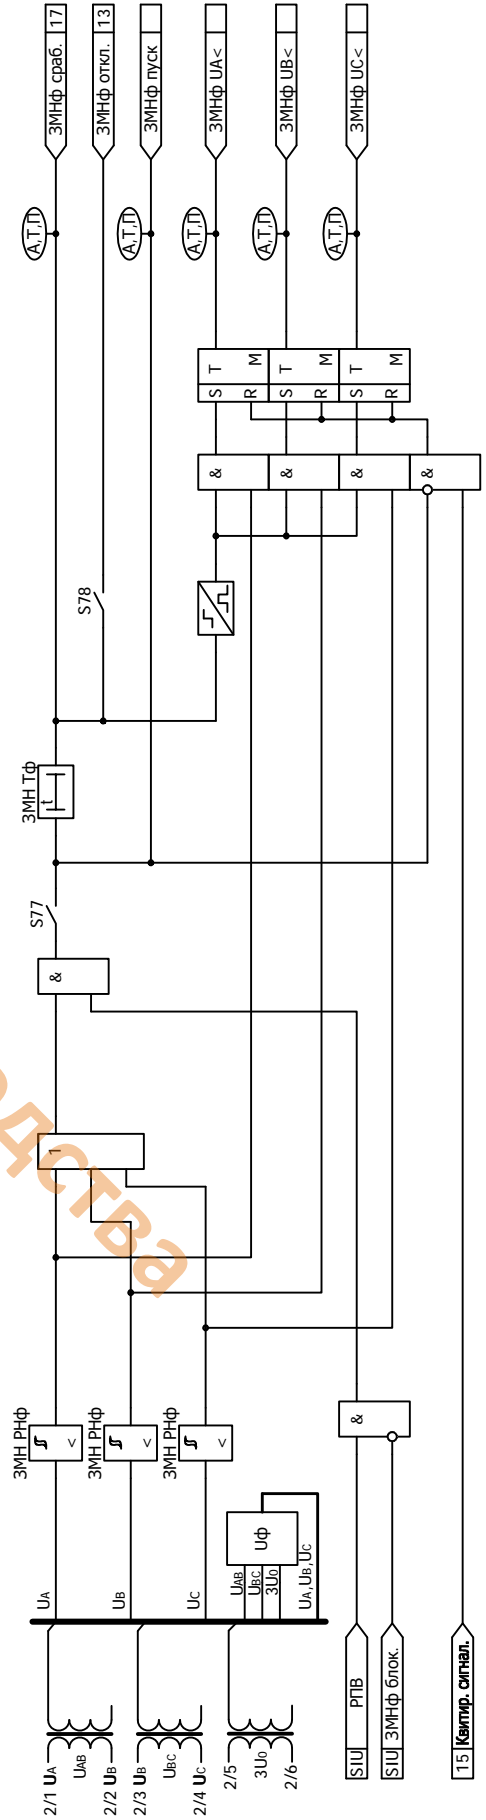 ЗМНф сраб. 17
ЗМНф откл. 13
ЗМНф пуск
ЗМНф UA<
ЗМНф UB<
ЗМНф UC<
А,Т,П
А,Т,П
А,Т,П
А,Т,П
А,Т,П
S T
R M
S T
R M
S T
R M
&
&
&
&
S78
ЗМН Тф
t
S77
&
1
ЗМН РНф
<
ЗМН РНф
<
ЗМН РНф
<
&
UA
UB
UC
Uф
UAB
UBC
3U0
UA,UB,UC
2/1 UA
UAB
2/2 UB
2/3 UB
UBC
2/4 UC
2/5
3U0
2/6
SIU РПВ
SIU ЗМНф блок.
15 Квитир. сигнал.
одства